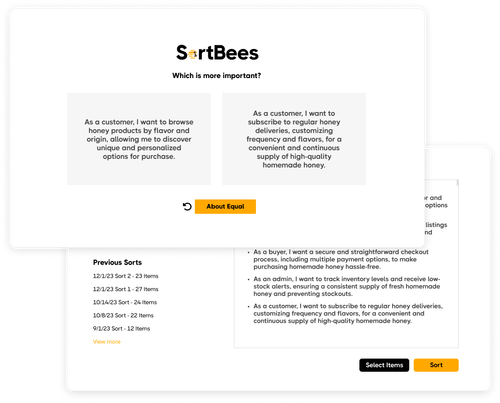 SortBees
Which is more important?
As a customer, I want to browse
honey products by flavor and
origin, allowing me to discover
unique and personalized
options for purchase.
As a customer, I want to
subscribe to regular honey
deliveries, customizing
frequency and flavors, for a
convenient and continuous
supply of high-quality
homemade honey.
About Equal
or and
options
listings
and
• As a buyer, I want a secure and straightforward checkout
process, including multiple payment options, to make
purchasing homemade honey hassle-free.
• As an admin, I want to track inventory levels and receive low-
stock alerts, ensuring a consistent supply of fresh homemade
honey and preventing stockouts.
• As a customer, I want to subscribe to regular honey deliveries,
customizing frequency and flavors, for a convenient and
continuous supply of high-quality homemade honey.
Previous Sorts
12/1/23 Sort 2 - 23 Items
12/1/23 Sort 1 - 27 Items
10/14/23 Sort - 24 Items
10/8/23 Sort - 22 Items
9/1/23 Sort - 12 Items
View more
Select Items
Sort